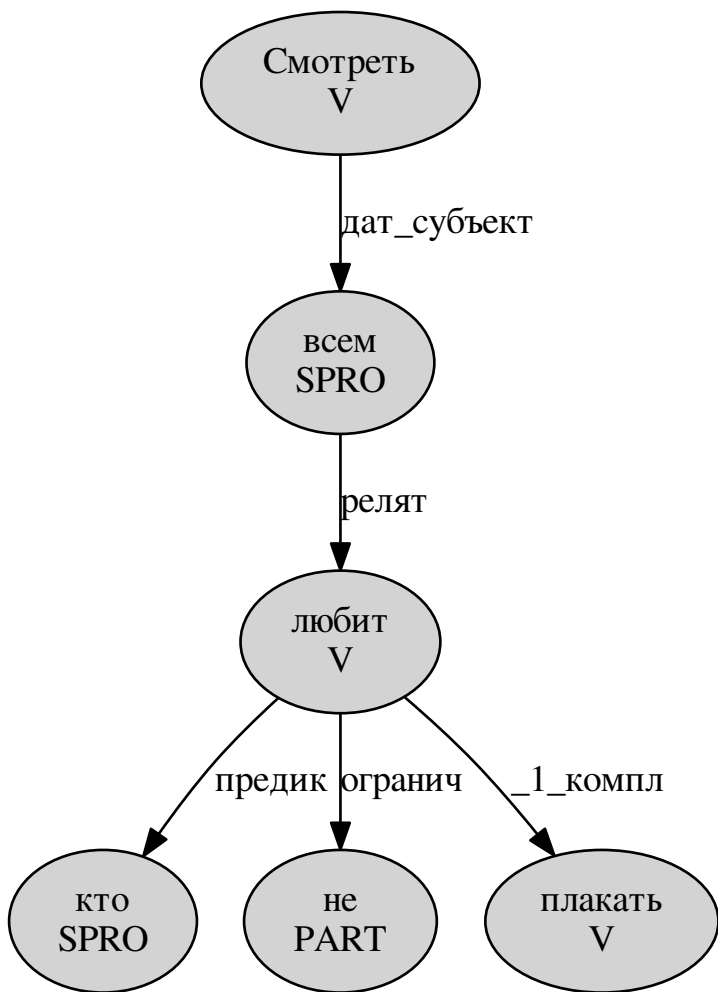 Смотреть
V
дат_субъект
всем
SPRO
релят
любит
V
предик огранич _1_компл
кто
SPRO
не
PART
плакать
V